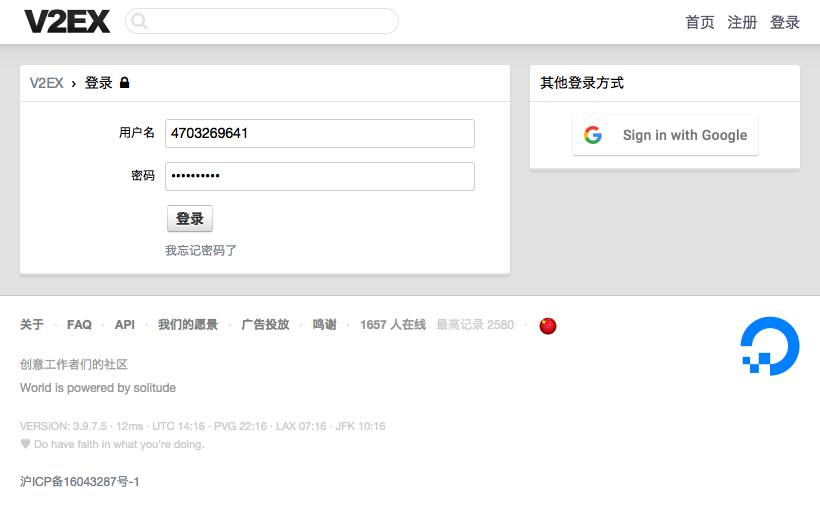 V2EX
首页 注册 登录
V2EX › 登录
用户名 4703269641
密码 ••••••••••
登录
我忘记密码了
其他登录方式
Sign in with Google
关于 · FAQ · API · 我们的愿景 · 广告投放 · 鸣谢 · 1657 人在线 最高记录 2580 ·
创意工作者们的社区
World is powered by solitude
VERSION: 3.9.7.5 · 12ms · UTC 14:16 · PVG 22:16 · LAX 07:16 · JFK 10:16
♥ Do have faith in what you're doing.
沪ICP备16043287号-1